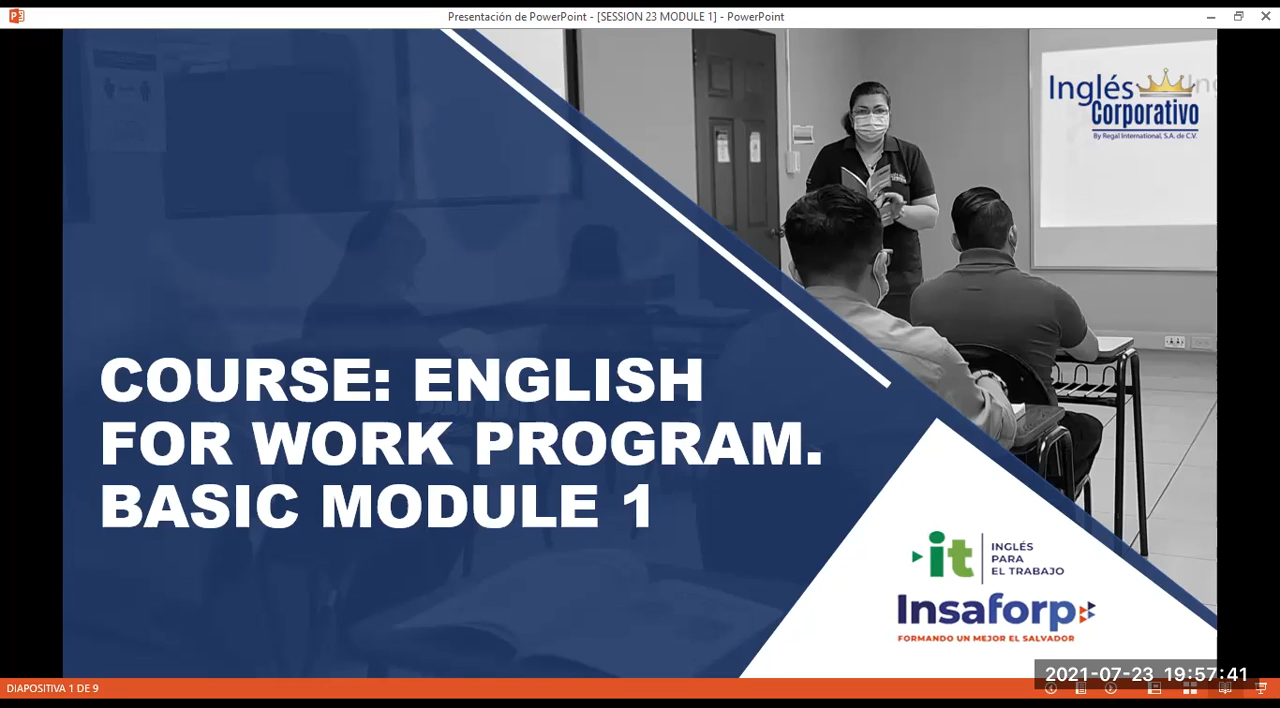 Presentación de PowerPoint - [SESSION 23 MODULE 1] - PowerPoint
Inglés
Corporativo
By Regal International, S.A. de C.V.
COURSE: ENGLISH
FOR WORK PROGRAM.
BASIC MODULE 1
it
INGLÉS
PARA
EL TRABAJO
Insaforp
FORMANDO UN MEJOR EL SALVADOR
2021-07-23 19:57:41
DIAPOSITIVA 1 DE 9